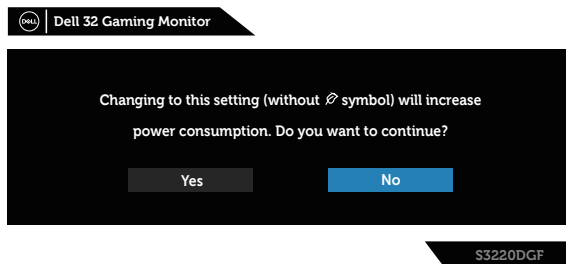 DELL
Dell 32 Gaming Monitor
Changing to this setting (without symbol) will increase
power consumption. Do you want to continue?
Yes
No
S3220DGF